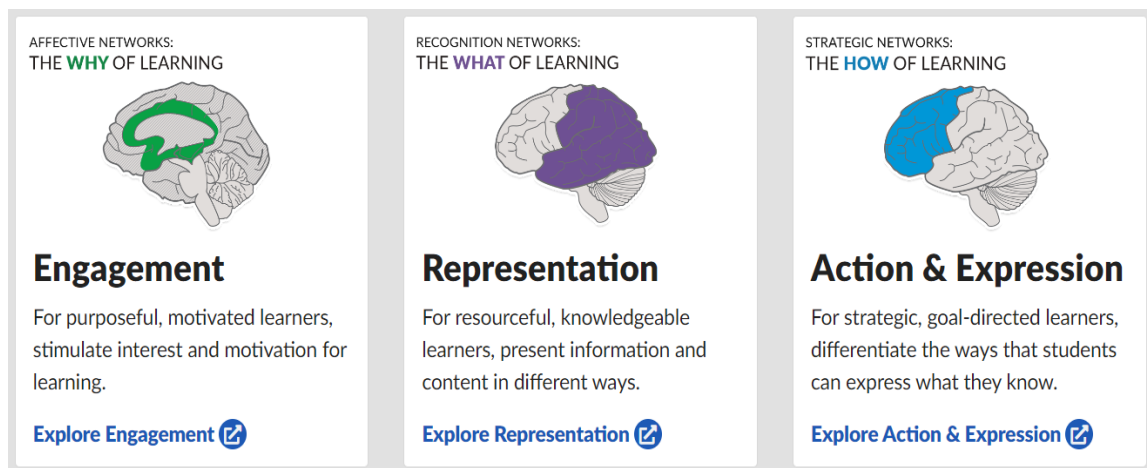 AFFECTIVE NETWORKS:
THE WHY OF LEARNING
Engagement
For purposeful, motivated learners,
stimulate interest and motivation for
learning.
Explore Engagement
RECOGNITION NETWORKS:
THE WHAT OF LEARNING
Representation
For resourceful, knowledgeable
learners, present information and
content in different ways.
Explore Representation
STRATEGIC NETWORKS:
THE HOW OF LEARNING
Action & Expression
For strategic, goal-directed learners,
differentiate the ways that students
can express what they know.
Explore Action & Expression